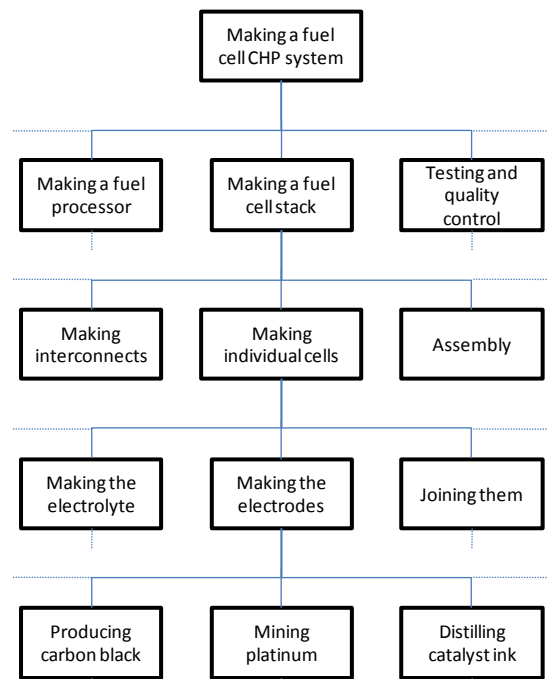 Making a fuel
cell CHP system
Making a fuel
processor
Making a fuel
cell stack
Testing and
quality
control
Making
interconnects
Making
individual cells
Assembly
Making the
electrolyte
Making the
electrodes
Joining them
Producing
carbon black
Mining
platinum
Distilling
catalyst ink